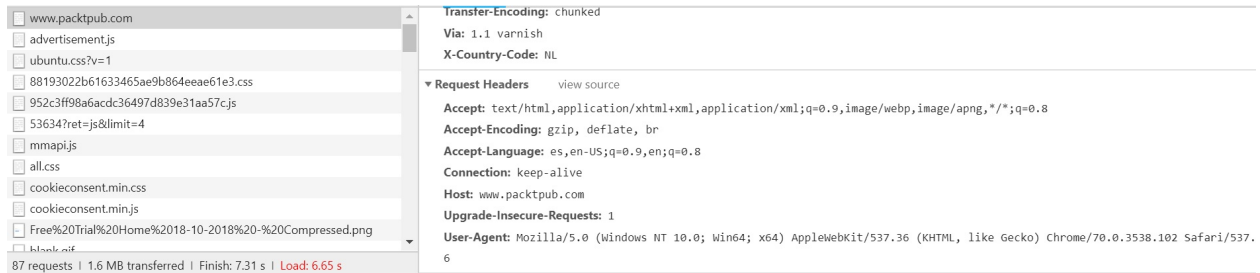 www.packtpub.com
advertisement.js
ubuntu.css?v=1
88193022b61633465ae9b864eeae61e3.css
952c3ff98a6acdc36497d839e31aa57c.js
53634?ret=js&limit=4
mmapi.js
all.css
cookieconsent.min.css
cookieconsent.min.js
Free%20Trial%20Home%2018-10-2018%20-%20Compressed.png
blank.gif
87 requests | 1.6 MB transferred | Finish: 7.31 s | Load: 6.65 s
Transfer-Encoding: chunked
Via: 1.1 varnish
X-Country-Code: NL
Request Headers view source
Accept: text/html,application/xhtml+xml,application/xml;q=0.9,image/webp,image/apng,*/*;q=0.8
Accept-Encoding: gzip, deflate, br
Accept-Language: es,en-US;q=0.9,en;q=0.8
Connection: keep-alive
Host: www.packtpub.com
Upgrade-Insecure-Requests: 1
User-Agent: Mozilla/5.0 (Windows NT 10.0; Win64; x64) AppleWebKit/537.36 (KHTML, like Gecko) Chrome/70.0.3538.102 Safari/537.
6